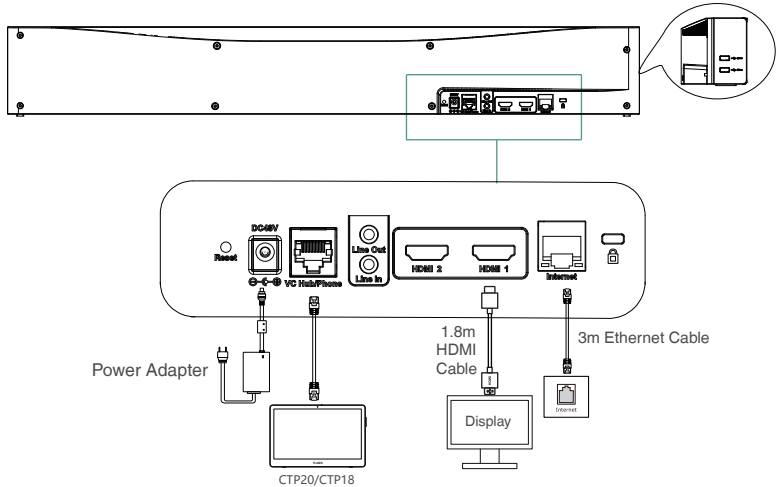 DC48V
Reset
VC Hub/Phone
Line Out
Line In
HDMI 2
HDMI 1
Internet
Power Adapter
1.8m
HDMI
Cable
3m Ethernet Cable
Internet
Display
CTP20/CTP18